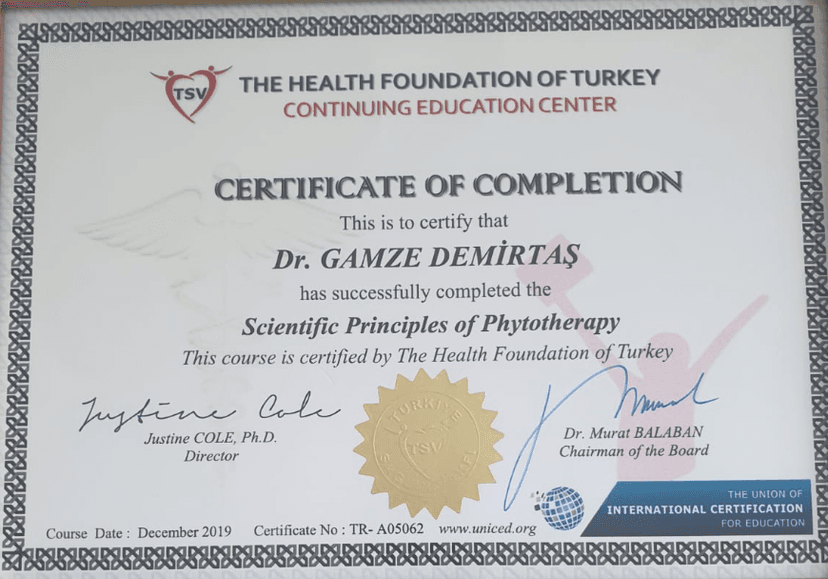 TSV
THE HEALTH FOUNDATION OF TURKEY
CONTINUING EDUCATION CENTER
CERTIFICATE OF COMPLETION
This is to certify that
Dr. GAMZE DEMİRTAŞ
has successfully completed the
Scientific Principles of Phytotherapy
This course is certified by The Health Foundation of Turkey
Justine Cole
Justine COLE, Ph.D.
Director
TÜRKİYE
TSV
Dr. Murat BALABAN
Chairman of the Board
THE UNION OF
INTERNATIONAL CERTIFICATION
FOR EDUCATION
Course Date : December 2019 Certificate No : TR- A05062 www.uniced.org